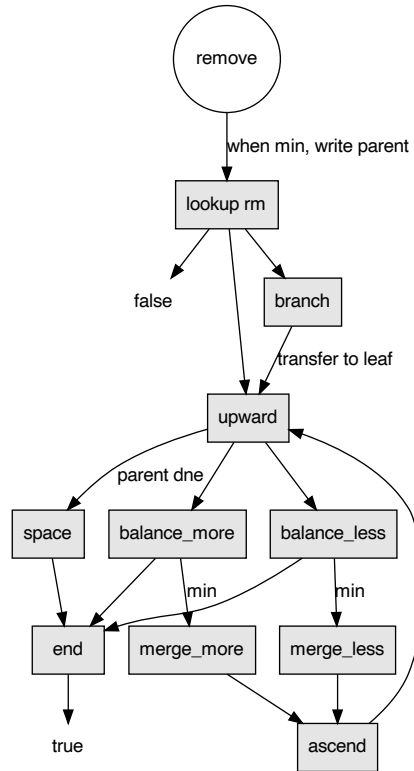 remove
when min, write parent
lookup rm
false
branch
transfer to leaf
upward
parent dne
space
balance_more
balance_less
min
min
end
merge_more
merge_less
true
ascend